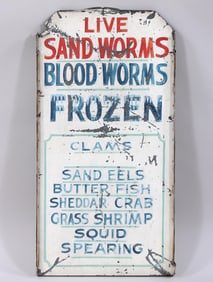 LIVE
SAND WORMS
BLOOD WORMS
FROZEN
CLAMS
SAND EELS
BUTTER FISH
SHEDDAR CRAB
GRASS SHRIMP
SQUID
SPEARING